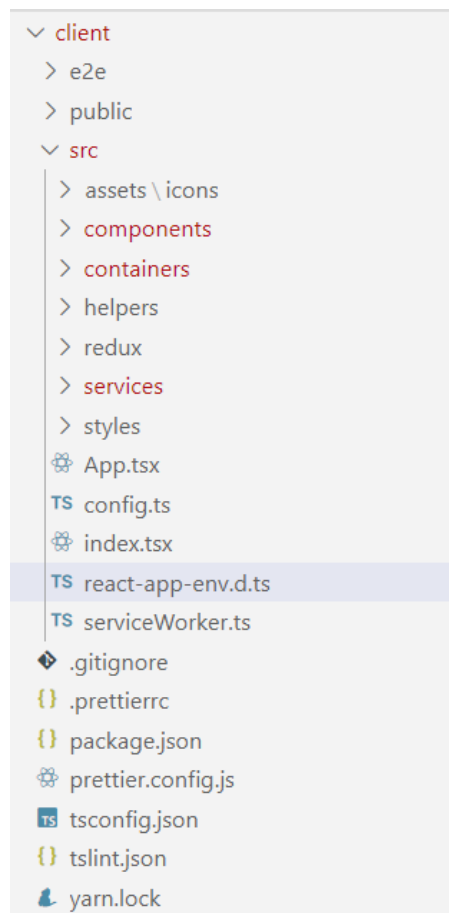 client
e2e
public
src
assets \ icons
components
containers
helpers
redux
services
styles
App.tsx
TS config.ts
index.tsx
TS react-app-env.d.ts
TS serviceWorker.ts
.gitignore
{} .prettierrc
{} package.json
prettier.config.js
TS tsconfig.json
{} tslint.json
yarn.lock